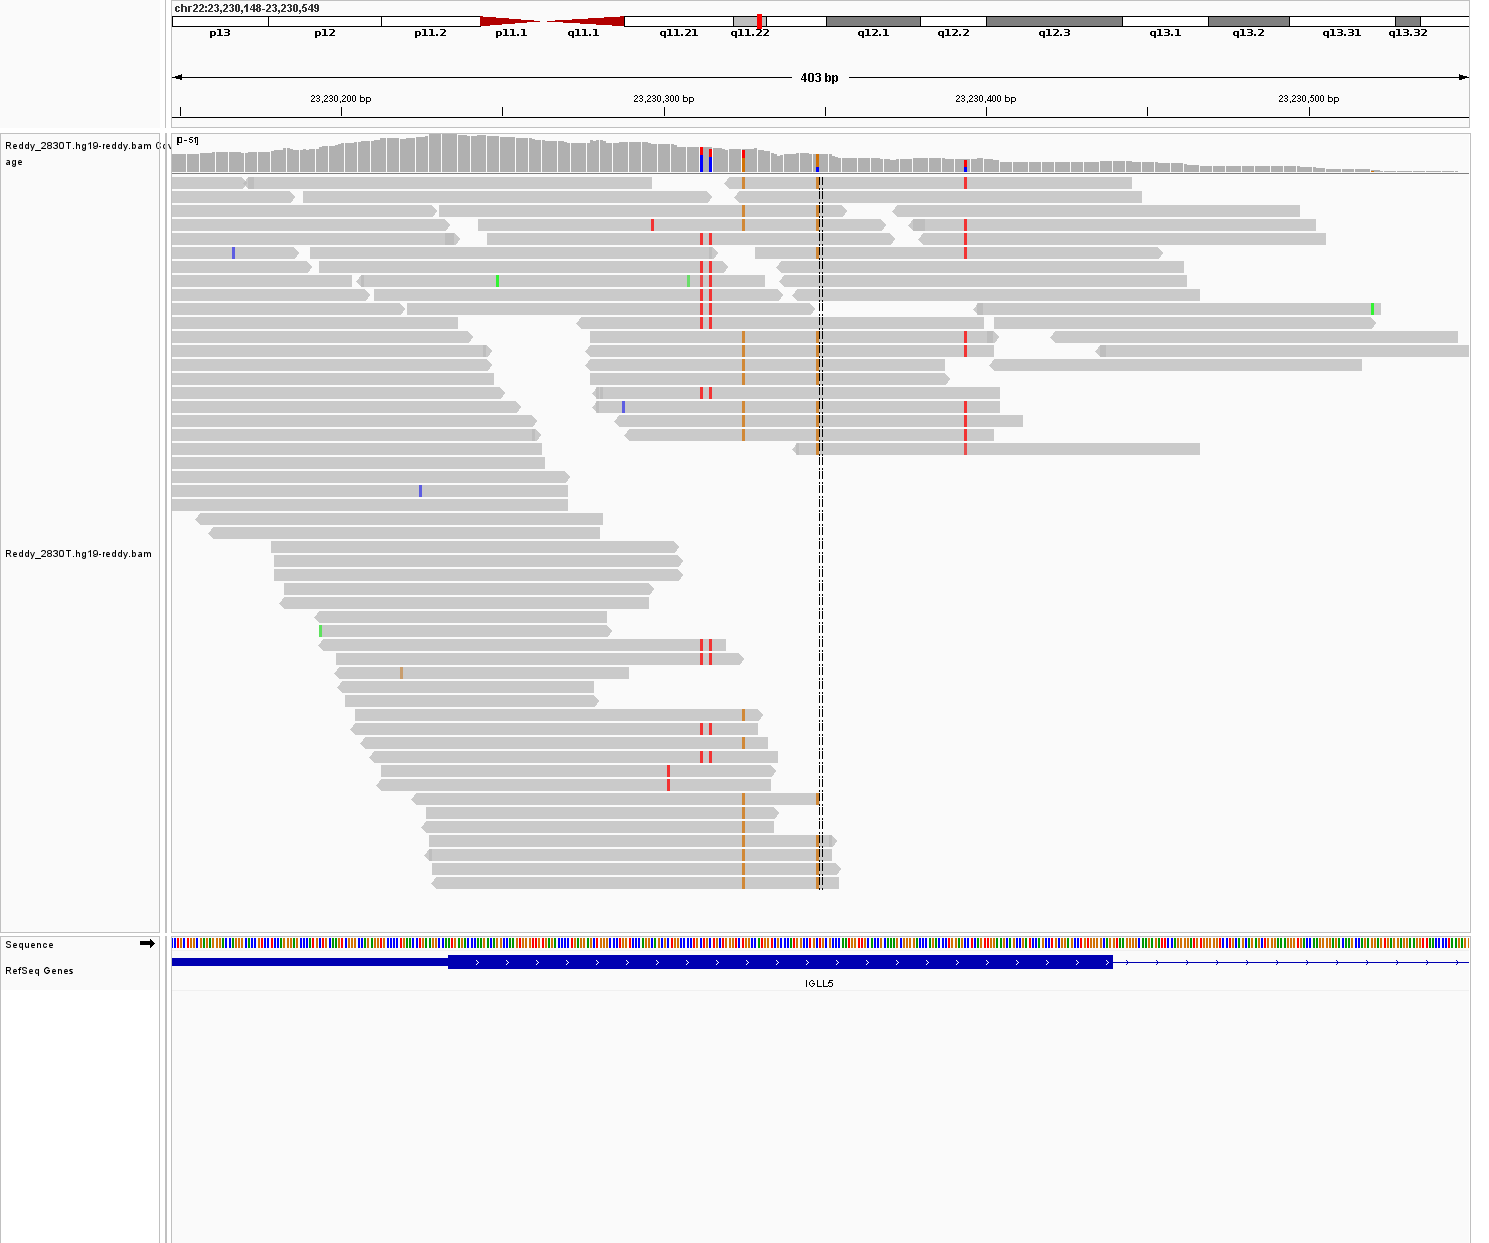 chr22:23,230,148-23,230,549
p13 p12 p11.2 p11.1 q11.1 q11.21 q11.22 q12.1 q12.2 q12.3 q13.1 q13.2 q13.31 q13.32
403 bp
23,230,200 bp 23,230,300 bp 23,230,400 bp 23,230,500 bp
[0-51]
Reddy_2830T.hg19-reddy.bam Cov
age
Reddy_2830T.hg19-reddy.bam
Sequence
RefSeq Genes
IGLL5